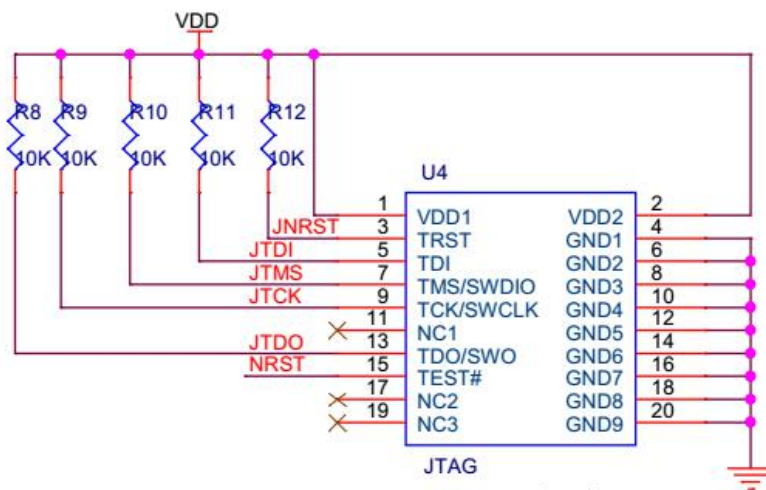 VDD
R8 R9 R10 R11 R12
10K 10K 10K 10K 10K
U4
1 VDD1 VDD2 2
JNRST 3 TRST GND1 4
JTDI 5 TDI GND2 6
JTMS 7 TMS/SWDIO GND3 8
JTCK 9 TCK/SWCLK GND4 10
11 NC1 GND5 12
JTDO 13 TDO/SWO GND6 14
NRST 15 TEST# GND7 16
17 NC2 GND8 18
19 NC3 GND9 20
JTAG